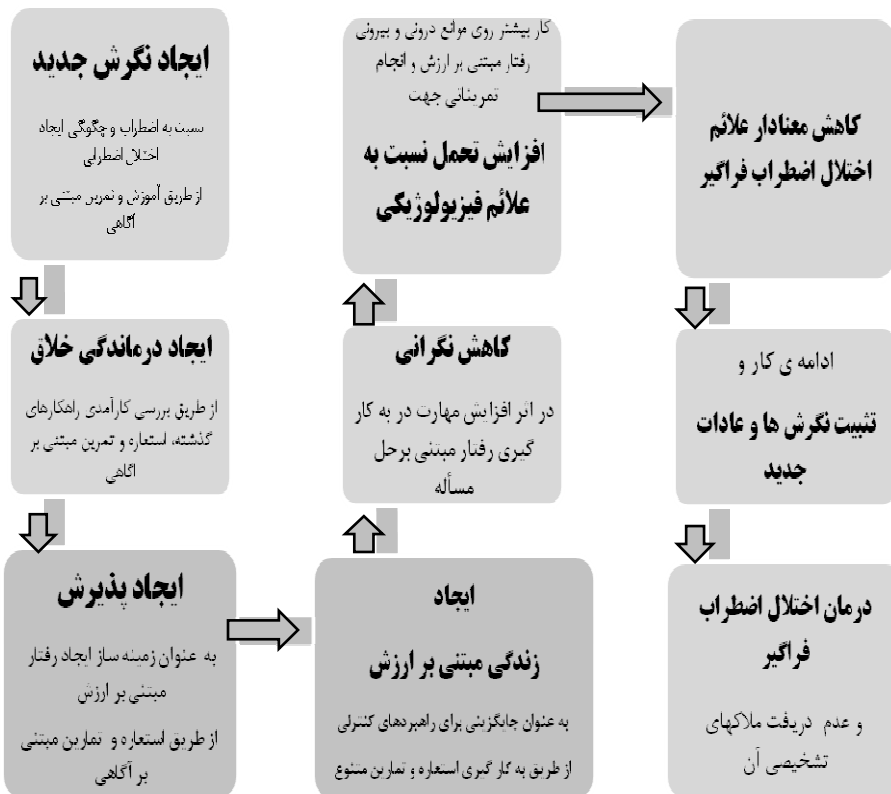 ایجاد نگرش جدید
نسبت به اضطراب و چگونگی ایجاد
اختلال اضطرابی
از طریق آموزش و تمرین مبتنی بر
آگاهی
ایجاد درماندگی خلاق
از طریق بررسی کارآمدی راهکارهای
گذشته، استعاره و تمرین مبتنی بر
آگاهی
ایجاد پذیرش
به عنوان زمینه ساز ایجاد رفتار
مبتنی بر ارزش
از طریق استعاره و تمارین مبتنی
بر آگاهی
ایجاد
زندگی مبتنی بر ارزش
به عنوان جایگزینی برای راهبردهای کنترلی
از طریق به کار گیری استعاره و تمارین متنوع
کاهش نگرانی
در اثر افزایش مهارت در به کار
گیری رفتار مبتنی برحل
مسأله
کار بیشتر روی موانع درونی و بیرونی
رفتار مبتنی بر ارزش و انجام
تمریناتی جهت
افزایش تحمل نسبت به
علائم فیزیولوژیکی
کاهش معنادار علائم
اختلال اضطراب فراگیر
ادامه ی کار و
تثبیت نگرش ها و عادات
جدید
درمان اختلال اضطراب
فراگیر
و عدم دریفت ملاکهای
تشخیصی آن